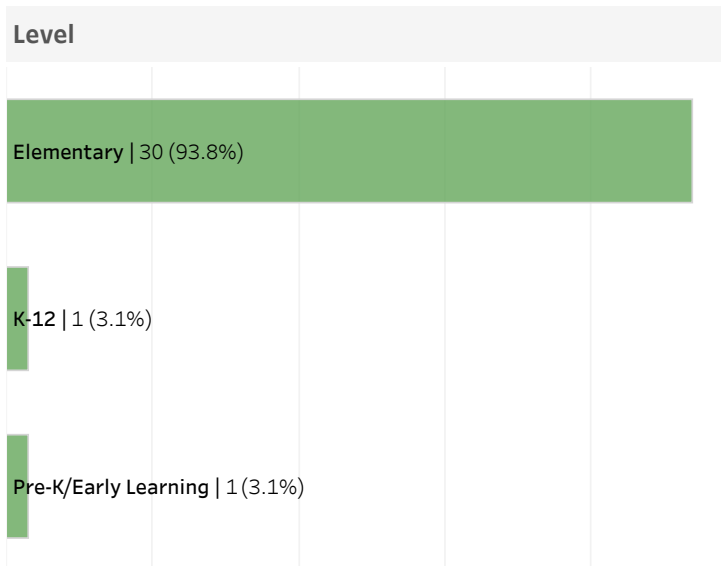 Level
Elementary | 30 (93.8%)
K-12 | 1 (3.1%)
Pre-K/Early Learning | 1 (3.1%)